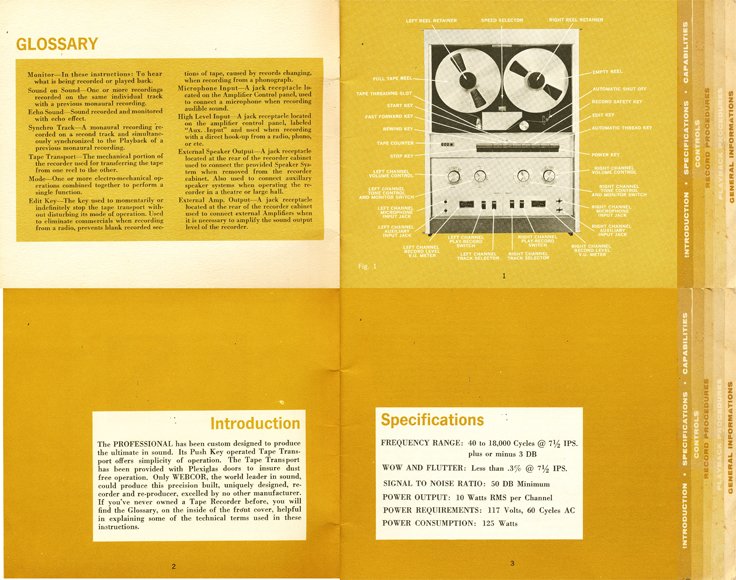 GLOSSARY
Monitor—In these instructions: To hear
what is being recorded or played back.
Sound on Sound—One or more recordings
recorded on the same individual track
with a previous monaural recording.
Echo Sound—Sound recorded and monitored
with echo effect.
Synchro Track—A monaural recording re-
corded on a second track and simultane-
ously synchronized to the Playback of a
previous monaural recording.
Tape Transport—The mechanical portion of
the recorder used for transferring the tape
from one reel to the other.
Mode—One or more electro-mechanical op-
erations combined together to perform a
single function.
Edit Key—The key used to momentarily or
indefinitely stop the tape transport with-
out disturbing its mode of operation. Used
to eliminate commercials when recording
from a radio, prevents blank recorded sec-
tions of tape, caused by records changing,
when recording from a phonograph.
Microphone Input—A jack receptacle lo-
cated on the Amplifier Control panel, used
to connect a microphone when recording
audible sound.
High Level Input—A jack receptacle located
on the amplifier control panel, labeled
"Aux. Input" and used when recording
with a direct hook-up from a radio, phono,
or etc.
External Speaker Output—A jack receptacle
located at the rear of the recorder cabinet
used to connect the provided Speaker Sys-
tem when removed from the recorder
cabinet. Also used to connect auxiliary
speaker systems when operating the re-
corder in a theatre or large hall.
External Amp. Output—A jack receptacle
located at the rear of the recorder cabinet
used to connect external Amplifiers when
it is necessary to amplify the sound output
level of the recorder.
LEFT REEL RETAINER
SPEED SELECTOR
RIGHT REEL RETAINER
FULL TAPE REEL
TAPE THREADING SLOT
START KEY
FAST FORWARD KEY
REWIND KEY
TAPE COUNTER
STOP KEY
LEFT CHANNEL
VOLUME CONTROL
LEFT CHANNEL
TONE CONTROL
AND MONITOR SWITCH
LEFT CHANNEL
MICROPHONE
INPUT JACK
LEFT CHANNEL
AUXILIARY
INPUT JACK
LEFT CHANNEL
RECORD LEVEL
V.U. METER
LEFT CHANNEL
PLAY-RECORD
SWITCH
LEFT CHANNEL
TRACK SELECTOR
RIGHT CHANNEL
PLAY-RECORD
SWITCH
RIGHT CHANNEL
TRACK SELECTOR
EMPTY REEL
AUTOMATIC SHUT OFF
RECORD SAFETY KEY
EDIT KEY
AUTOMATIC THREAD KEY
POWER KEY
RIGHT CHANNEL
VOLUME CONTROL
RIGHT CHANNEL
TONE CONTROL
AND MONITOR SWITCH
RIGHT CHANNEL
MICROPHONE
INPUT JACK
RIGHT CHANNEL
AUXILIARY
INPUT JACK
RIGHT CHANNEL
RECORD LEVEL
V.U. METER
Fig. 1
1
INTRODUCTION • SPECIFICATIONS • CAPABILITIES
CONTROLS
RECORD PROCEDURES
PLAYBACK PROCEDURES
GENERAL INFORMATIONS
Introduction
The PROFESSIONAL has been custom designed to produce
the ultimate in sound. Its Push Key operated Tape Trans-
port offers simplicity of operation. The Tape Transport
has been provided with Plexiglas doors to insure dust
free operation. Only WEBCOR, the world leader in sound,
could produce this precision built, uniquely designed, re-
corder and re-producer, excelled by no other manufacturer.
If you've never owned a Tape Recorder before, you will
find the Glossary, on the inside of the front cover, helpful
in explaining some of the technical terms used in these
instructions.
2
Specifications
FREQUENCY RANGE: 40 to 18,000 Cycles @ 7½ IPS.
plus or minus 3 DB
WOW AND FLUTTER: Less than .3% @ 7½ IPS.
SIGNAL TO NOISE RATIO: 50 DB Minimum
POWER OUTPUT: 10 Watts RMS per Channel
POWER REQUIREMENTS: 117 Volts, 60 Cycles AC
POWER CONSUMPTION: 125 Watts
3
INTRODUCTION • SPECIFICATIONS • CAPABILITIES
CONTROLS
RECORD PROCEDURES
PLAYBACK PROCEDURES
GENERAL INFORMATIONS